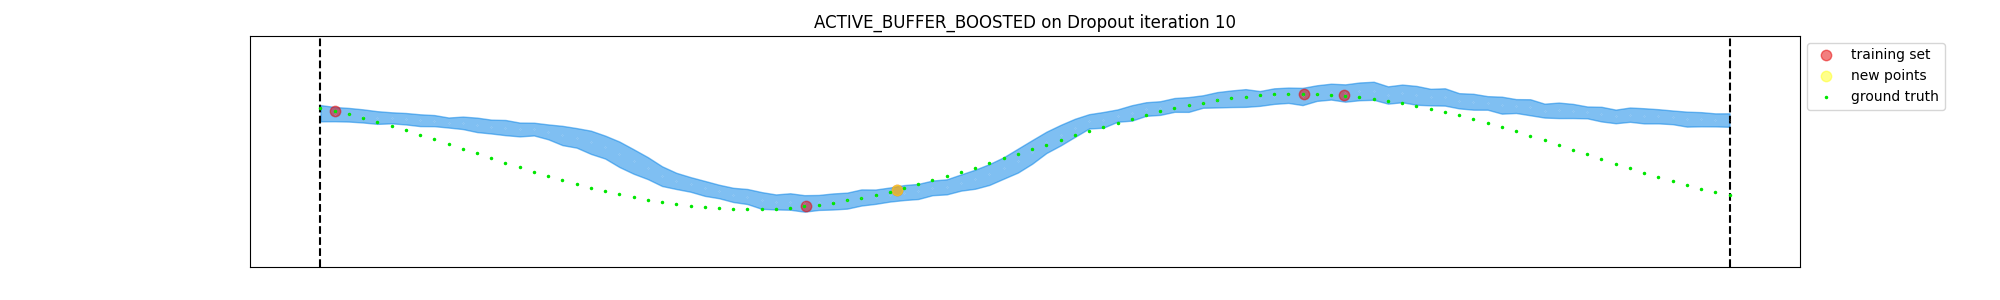 ACTIVE_BUFFER_BOOSTED on Dropout iteration 10
training set
new points
ground truth